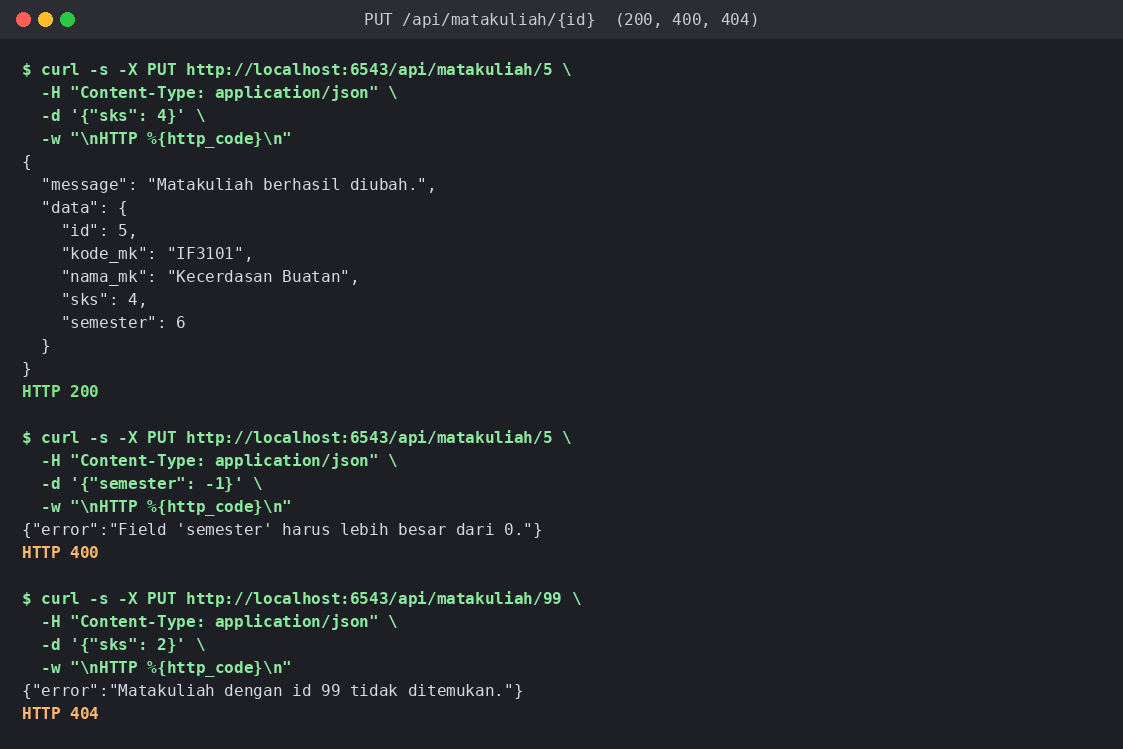 PUT /api/matakuliah/{id}  (200, 400, 404)
$ curl -s -X PUT http://localhost:6543/api/matakuliah/5 \
  -H "Content-Type: application/json" \
  -d '{"sks": 4}' \
  -w "\nHTTP %{http_code}\n"
{
  "message": "Matakuliah berhasil diubah.",
  "data": {
    "id": 5,
    "kode_mk": "IF3101",
    "nama_mk": "Kecerdasan Buatan",
    "sks": 4,
    "semester": 6
  }
}
HTTP 200
$ curl -s -X PUT http://localhost:6543/api/matakuliah/5 \
  -H "Content-Type: application/json" \
  -d '{"semester": -1}' \
  -w "\nHTTP %{http_code}\n"
{"error":"Field 'semester' harus lebih besar dari 0."}
HTTP 400
$ curl -s -X PUT http://localhost:6543/api/matakuliah/99 \
  -H "Content-Type: application/json" \
  -d '{"sks": 2}' \
  -w "\nHTTP %{http_code}\n"
{"error":"Matakuliah dengan id 99 tidak ditemukan."}
HTTP 404